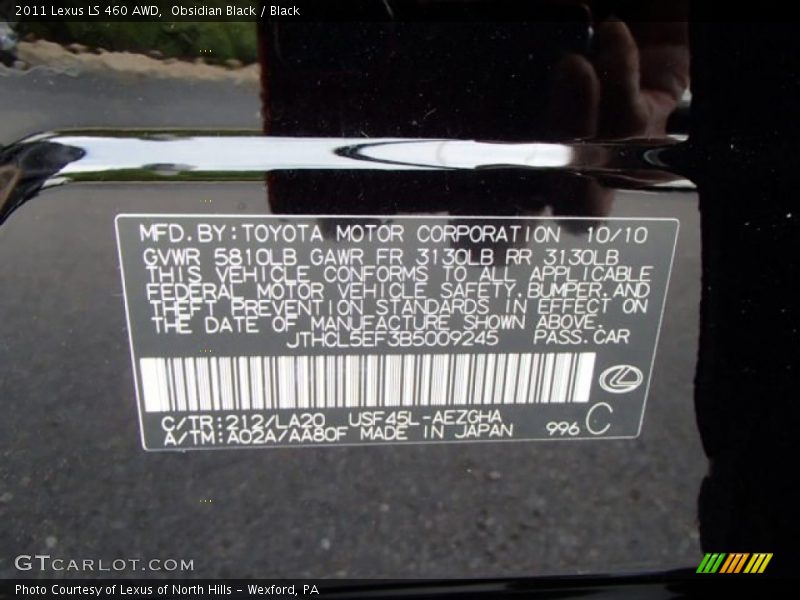 2011 Lexus LS 460 AWD, Obsidian Black / Black
MFD.BY:TOYOTA MOTOR CORPORATION 10/10
GVWR 5810LB GAWR FR 3130LB RR 3130LB
THIS VEHICLE CONFORMS TO ALL APPLICABLE
FEDERAL MOTOR VEHICLE SAFETY,BUMPER,AND
THEFT PREVENTION STANDARDS IN EFFECT ON
THE DATE OF MANUFACTURE SHOWN ABOVE.
JTHCL5EF3B5009245 PASS.CAR
C/TR:212/LA20 USF45L-AEZGHA
A/TM:A02A/AA80F MADE IN JAPAN 996 C
GTCARLOT.COM
Photo Courtesy of Lexus of North Hills - Wexford, PA